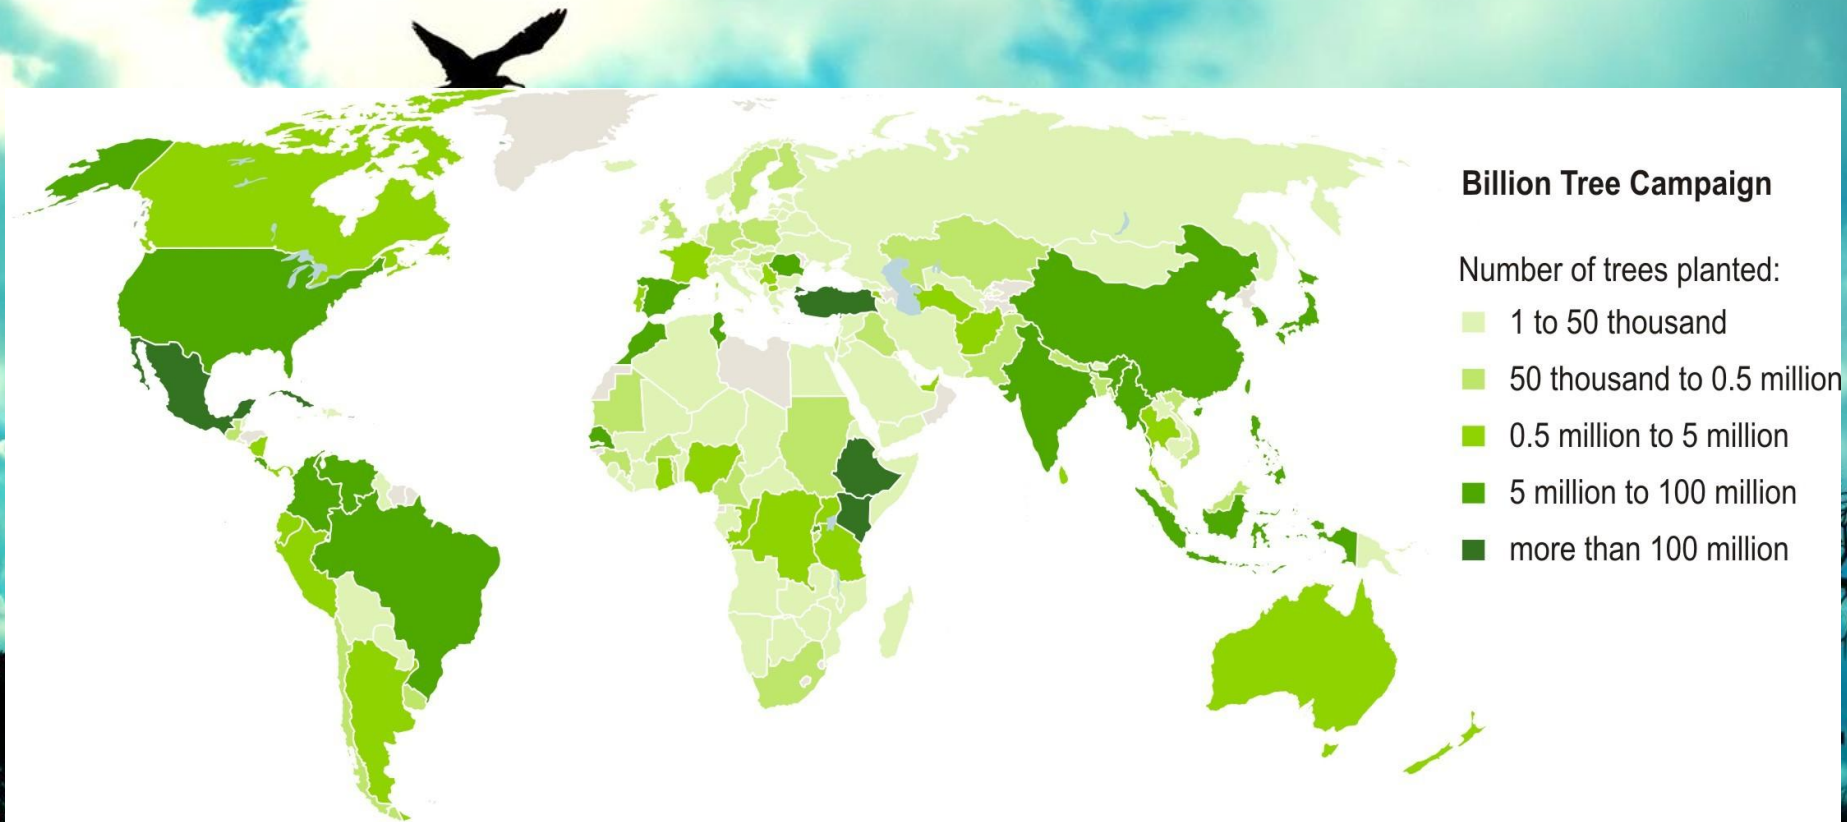 Billion Tree Campaign
Number of trees planted:
1 to 50 thousand
50 thousand to 0.5 million
0.5 million to 5 million
5 million to 100 million
more than 100 million